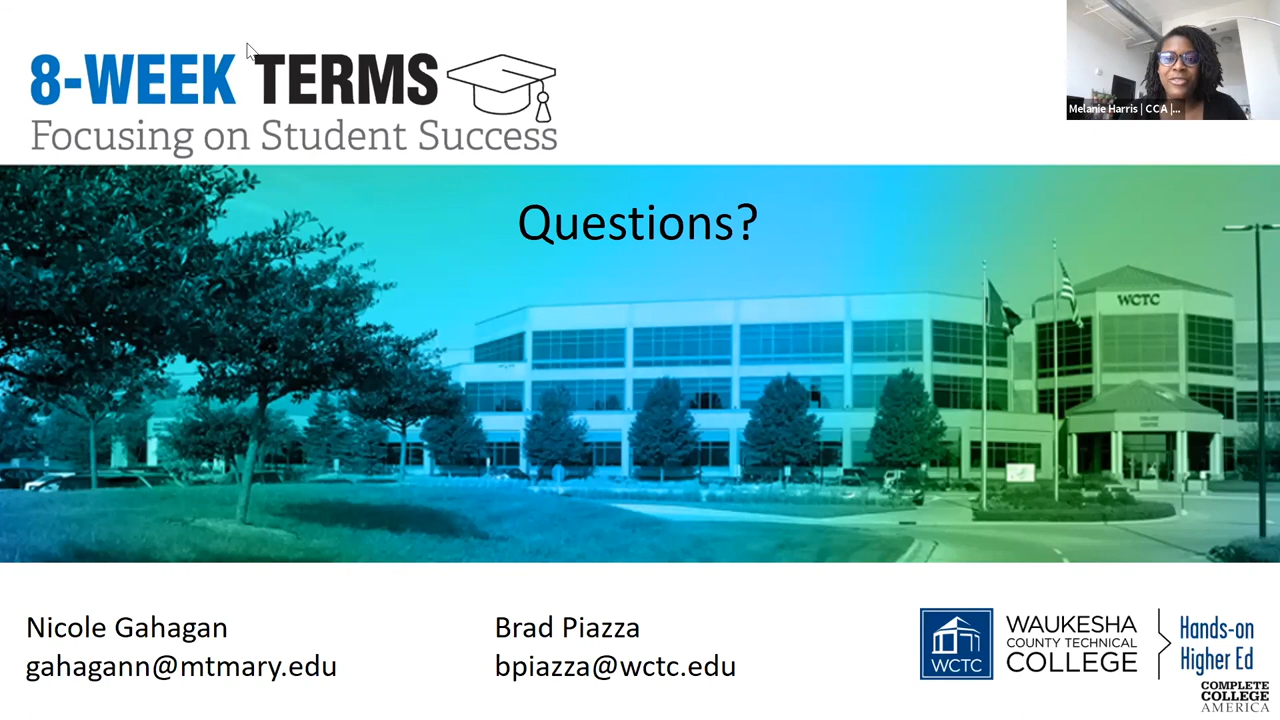 8-WEEK TERMS
Focusing on Student Success
Melanie Harris | CCA |...
Questions?
WCTC
Nicole Gahagan
gahagann@mtmary.edu
Brad Piazza
bpiazza@wctc.edu
WCTC
WAUKESHA
COUNTY TECHNICAL
COLLEGE
Hands-on
Higher Ed
COMPLETE
COLLEGE
AMERICA